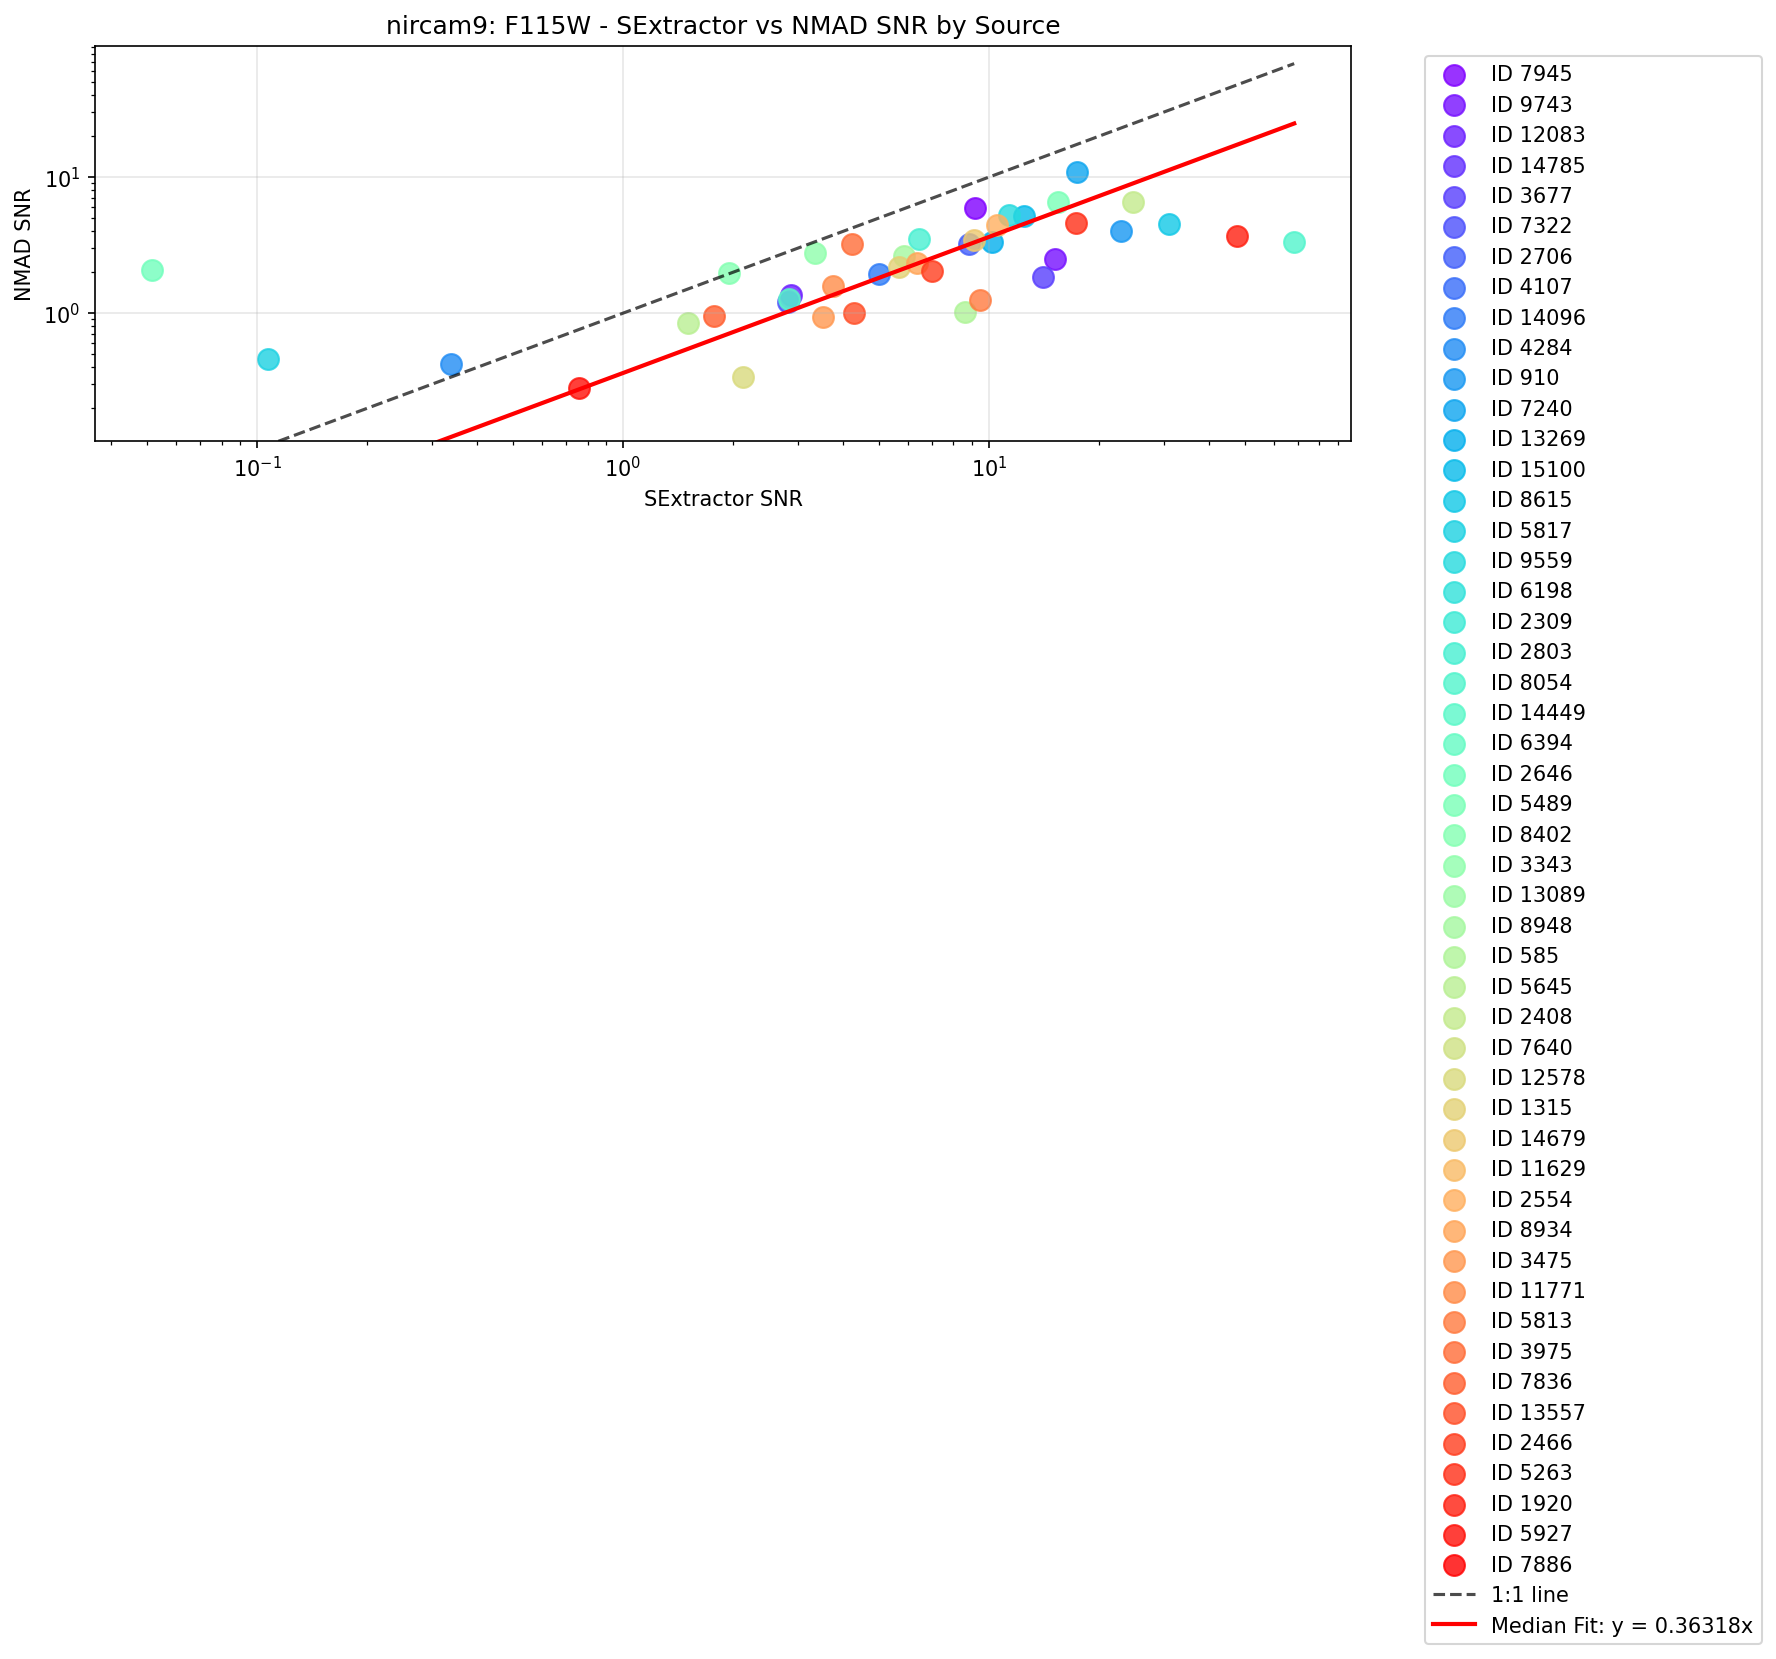 nircam9: F115W - SExtractor vs NMAD SNR by Source
NMAD SNR
10¹
10⁰
10⁻¹
10⁰
10¹
SExtractor SNR
ID 7945
ID 9743
ID 12083
ID 14785
ID 3677
ID 7322
ID 2706
ID 4107
ID 14096
ID 4284
ID 910
ID 7240
ID 13269
ID 15100
ID 8615
ID 5817
ID 9559
ID 6198
ID 2309
ID 2803
ID 8054
ID 14449
ID 6394
ID 2646
ID 5489
ID 8402
ID 3343
ID 13089
ID 8948
ID 585
ID 5645
ID 2408
ID 7640
ID 12578
ID 1315
ID 14679
ID 11629
ID 2554
ID 8934
ID 3475
ID 11771
ID 5813
ID 3975
ID 7836
ID 13557
ID 2466
ID 5263
ID 1920
ID 5927
ID 7886
1:1 line
Median Fit: y = 0.36318x